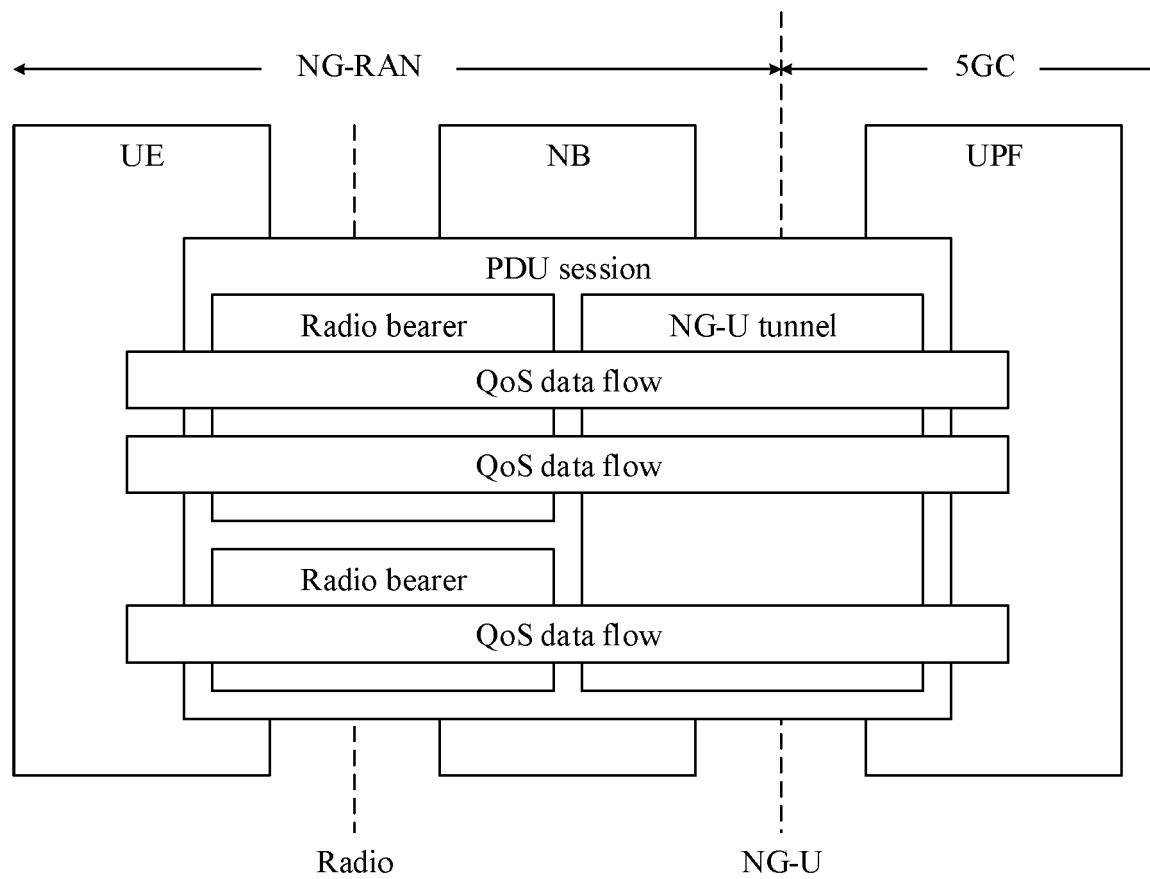 NG-RAN
5GC
UE
NB
UPF
PDU session
Radio bearer
NG-U tunnel
QoS data flow
QoS data flow
Radio bearer
QoS data flow
Radio
NG-U